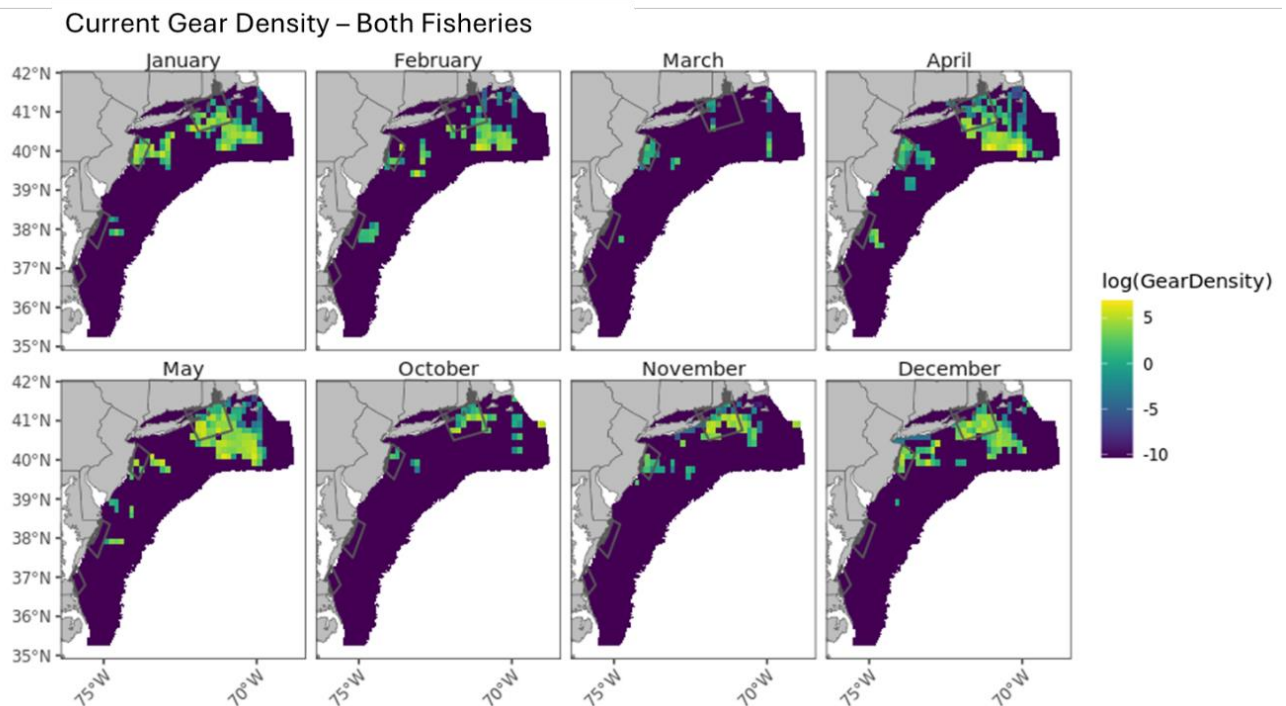 Current Gear Density – Both Fisheries
January February March April
42°N
41°N
40°N
39°N
38°N
37°N
36°N
35°N
log(GearDensity)
5
0
-5
-10
May October November December
42°N
41°N
40°N
39°N
38°N
37°N
36°N
35°N
75°W 70°W 75°W 70°W 75°W 70°W 75°W 70°W